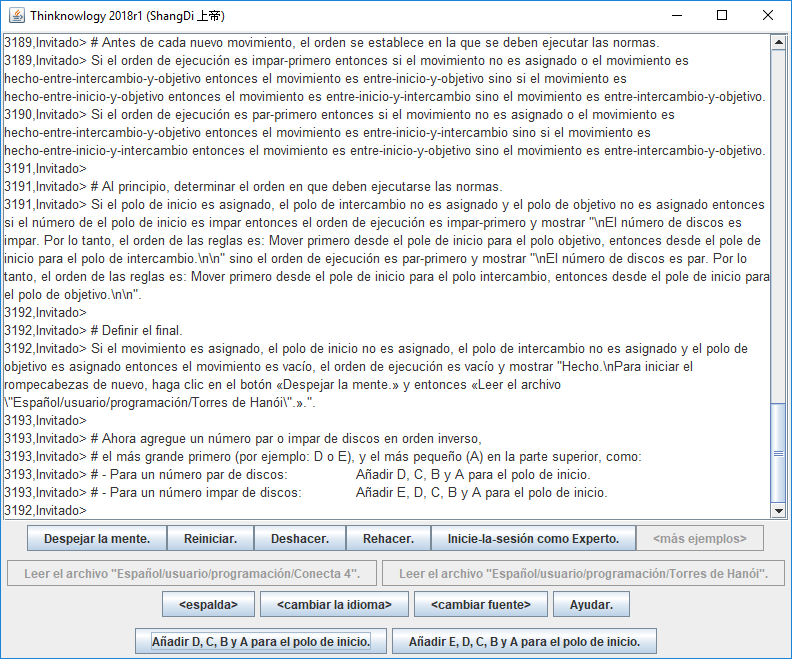 Thinknowlogy 2018r1 (ShangDi 上帝)
3189,Invitado> # Antes de cada nuevo movimiento, el orden se establece en la que se deben ejecutar las normas.
3189,Invitado> Si el orden de ejecución es impar-primero entonces si el movimiento no es asignado o el movimiento es
hecho-entre-intercambio-y-objetivo entonces el movimiento es entre-inicio-y-objetivo sino si el movimiento es
hecho-entre-inicio-y-objetivo entonces el movimiento es entre-inicio-y-intercambio sino el movimiento es entre-intercambio-y-objetivo.
3190,Invitado> Si el orden de ejecución es par-primero entonces si el movimiento no es asignado o el movimiento es
hecho-entre-intercambio-y-objetivo entonces el movimiento es entre-inicio-y-intercambio sino si el movimiento es
hecho-entre-inicio-y-intercambio entonces el movimiento es entre-inicio-y-objetivo sino el movimiento es entre-intercambio-y-objetivo.
3191,Invitado>
3191,Invitado> # Al principio, determinar el orden en que deben ejecutarse las normas.
3191,Invitado> Si el polo de inicio es asignado, el polo de intercambio no es asignado y el polo de objetivo no es asignado entonces
si el número de el polo de inicio es impar entonces el orden de ejecución es impar-primero y mostrar "\nEl número de discos es
impar. Por lo tanto, el orden de las reglas es: Mover primero desde el pole de inicio para el polo objetivo, entonces desde el pole de
inicio para el polo de intercambio.\n\n" sino el orden de ejecución es par-primero y mostrar "\nEl número de discos es par. Por lo
tanto, el orden de las reglas es: Mover primero desde el pole de inicio para el polo intercambio, entonces desde el pole de inicio para
el polo de objetivo.\n\n".
3192,Invitado>
3192,Invitado> # Definir el final.
3192,Invitado> Si el movimiento es asignado, el polo de inicio no es asignado, el polo de intercambio no es asignado y el polo de
objetivo es asignado entonces el movimiento es vacío, el orden de ejecución es vacío y mostrar "Hecho.\nPara iniciar el
rompecabezas de nuevo, haga clic en el botón «Despejar la mente.» y entonces «Leer el archivo
\"Español/usuario/programación/Torres de Hanói\".».".
3193,Invitado>
3193,Invitado> # Ahora agregue un número par o impar de discos en orden inverso,
3193,Invitado> # el más grande primero (por ejemplo: D o E), y el más pequeño (A) en la parte superior, como:
3193,Invitado> # - Para un número par de discos: Añadir D, C, B y A para el polo de inicio.
3193,Invitado> # - Para un número impar de discos: Añadir E, D, C, B y A para el polo de inicio.
3192,Invitado>
Despejar la mente. Reiniciar. Deshacer. Rehacer. Inicie-la-sesión como Experto. <más ejemplos>
Leer el archivo "Español/usuario/programación/Conecta 4". Leer el archivo "Español/usuario/programación/Torres de Hanói".
<espalda> <cambiar la idioma> <cambiar fuente> Ayudar.
Añadir D, C, B y A para el polo de inicio. Añadir E, D, C, B y A para el polo de inicio.